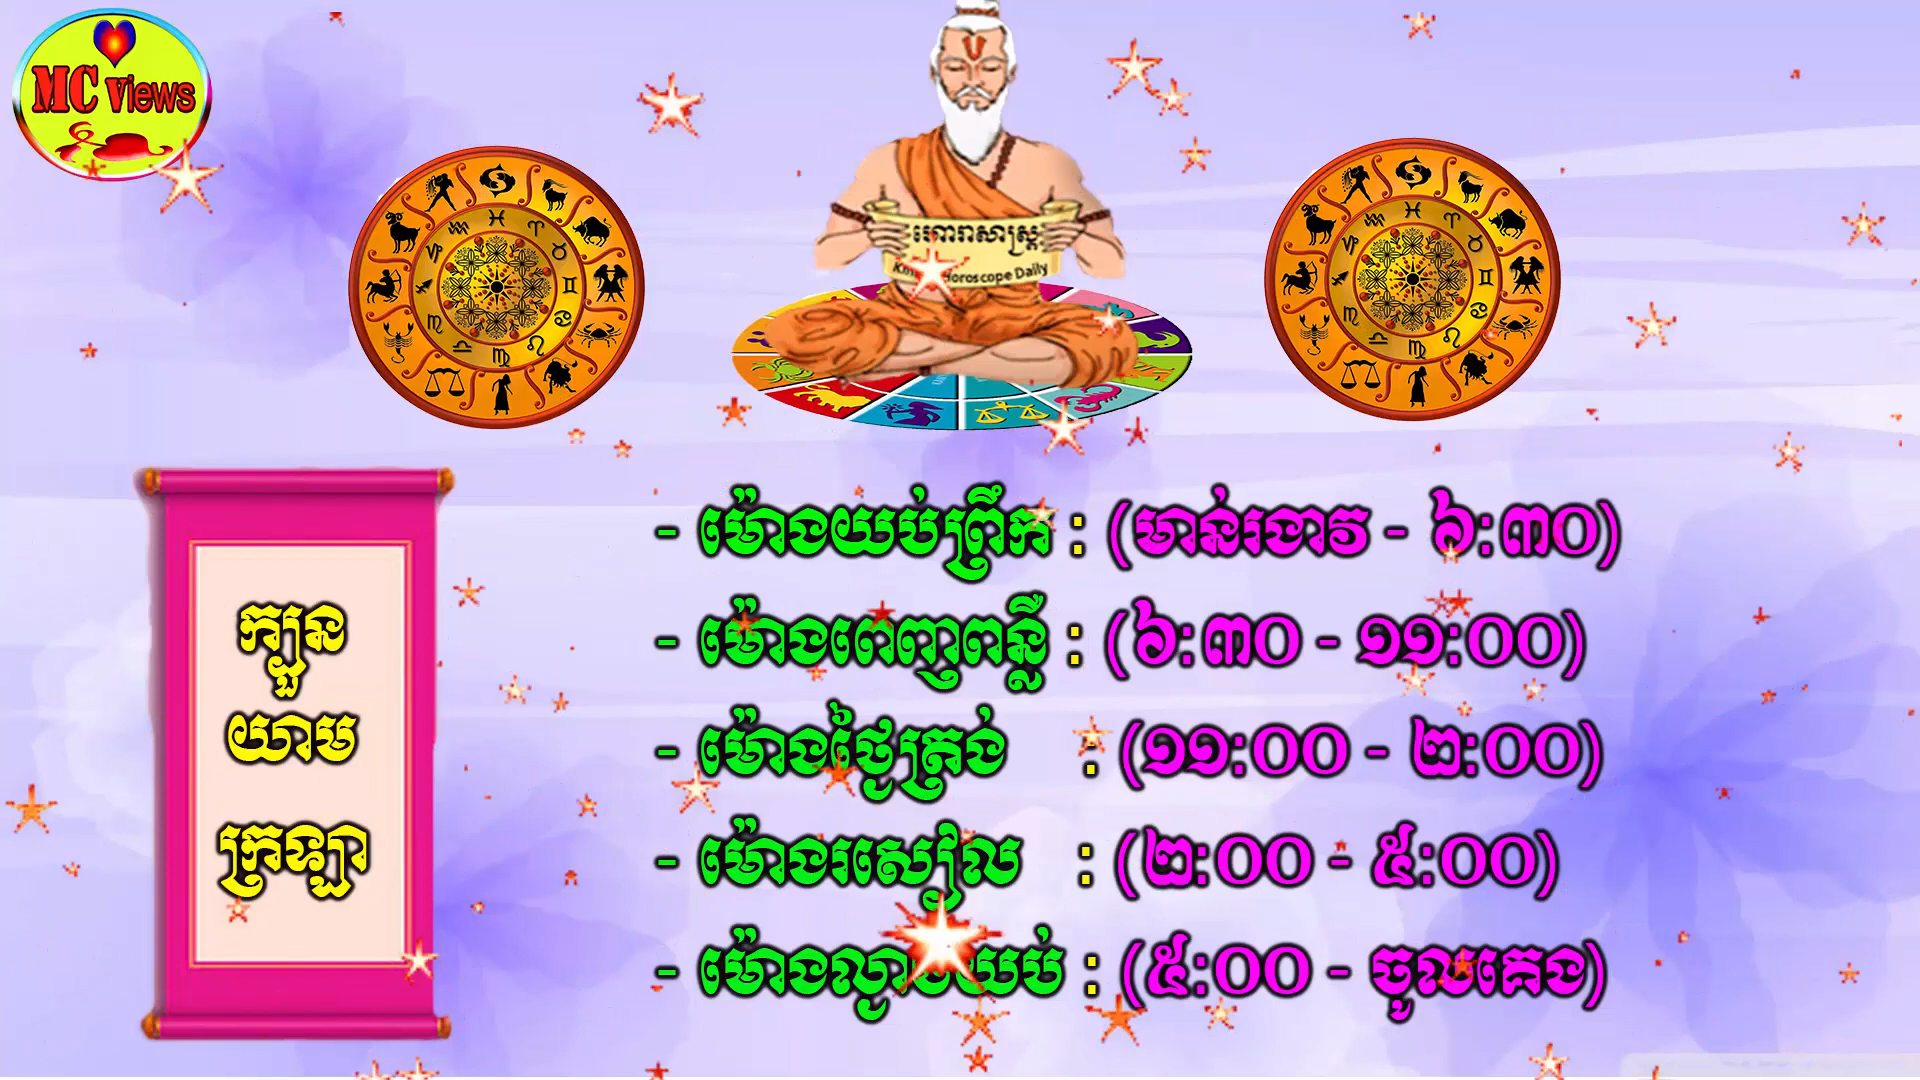 MC Views
ហោរាសាស្ត្រ
Horoscope Daily
ក្បួន
យាម
ក្រឡា
- ម៉ោងយប់ព្រឹក : (មាន់រងាវ - ៦:៣០)
- ម៉ោងពេញពន្លឺ : (៦:៣០ - ១១:០០)
- ម៉ោងថ្ងៃត្រង់ : (១១:០០ - ២:០០)
- ម៉ោងរសៀល : (២:០០ - ៥:០០)
- ម៉ោងល្ងាចយប់ : (៥:០០ - ចូលគេង)